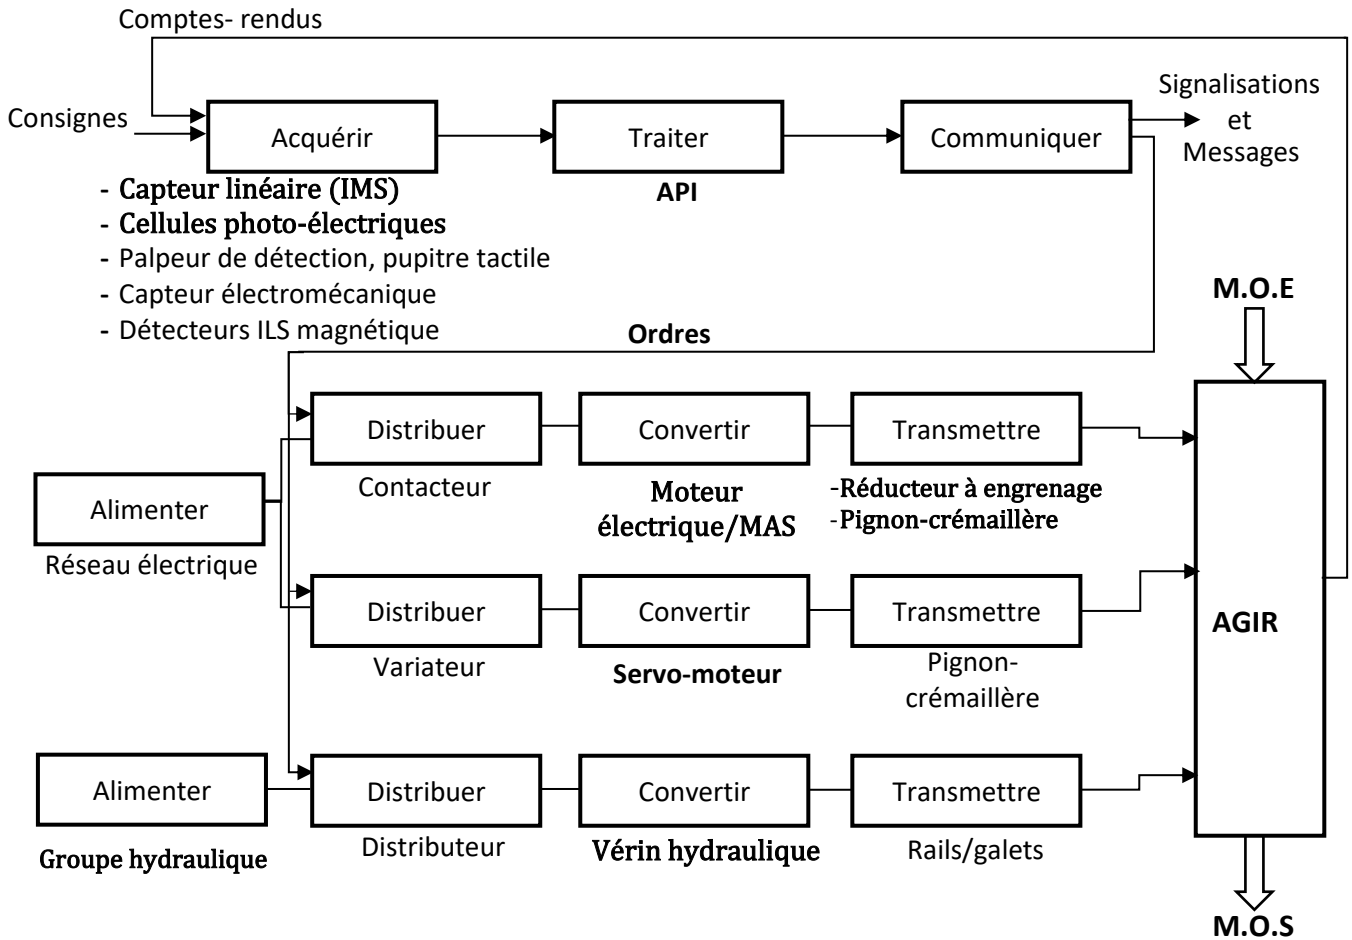 Comptes- rendus
Consignes
Acquérir
Traiter
Communiquer
Signalisations
et
Messages
- Capteur linéaire (IMS)
- Cellules photo-électriques
- Palpeur de détection, pupitre tactile
- Capteur électromécanique
- Détecteurs ILS magnétique
API
Ordres
M.O.E
Distribuer
Convertir
Transmettre
Contacteur
Moteur
électrique/MAS
-Réducteur à engrenage
-Pignon-crémaillère
Alimenter
Réseau électrique
Distribuer
Convertir
Transmettre
AGIR
Variateur
Servo-moteur
Pignon-
crémaillère
Alimenter
Distribuer
Convertir
Transmettre
Groupe hydraulique
Distributeur
Vérin hydraulique
Rails/galets
M.O.S